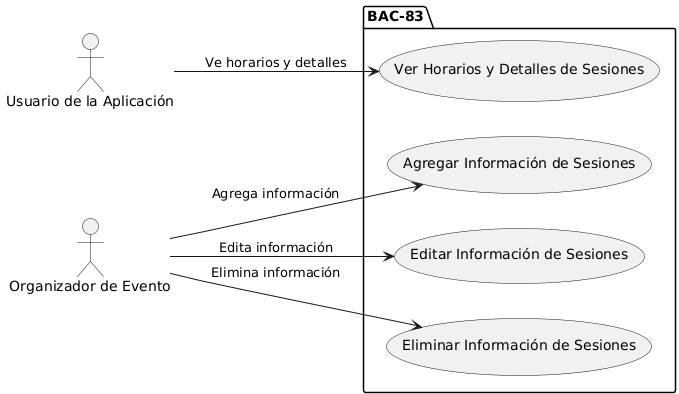 BAC-83
Usuario de la Aplicación
Ve horarios y detalles
Ver Horarios y Detalles de Sesiones
Organizador de Evento
Agrega información
Agregar Información de Sesiones
Edita información
Editar Información de Sesiones
Elimina información
Eliminar Información de Sesiones